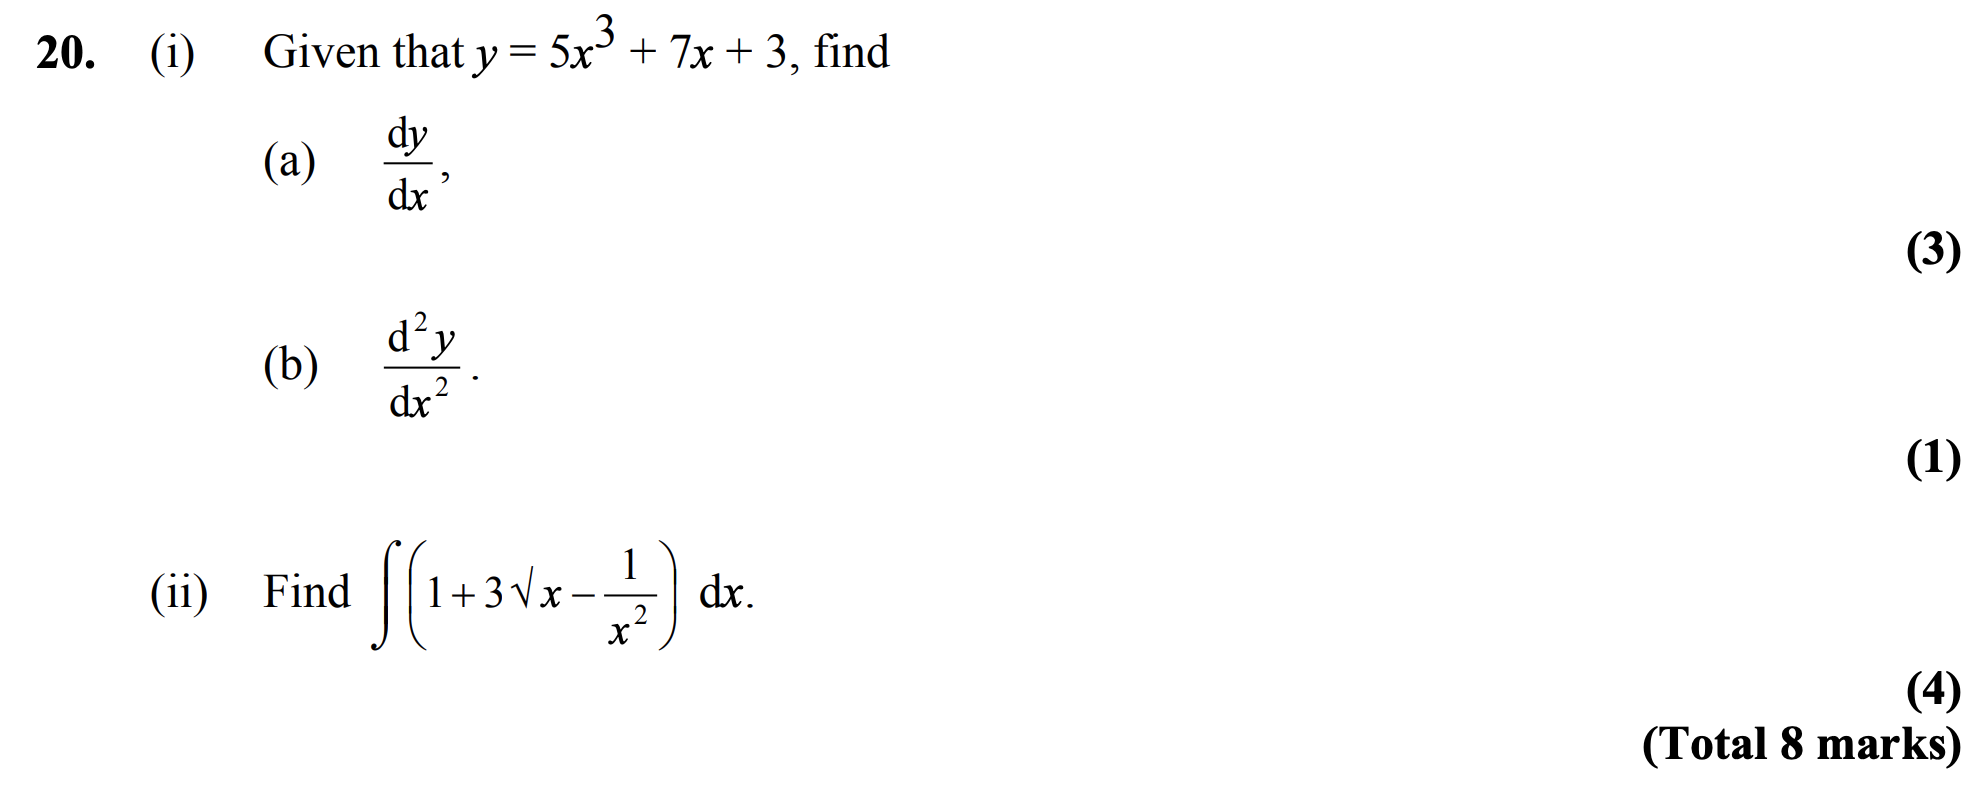 20. (i) Given that y = 5x³ + 7x + 3, find
(a) dy/dx,
(3)
(b) d²y/dx².
(1)
(ii) Find ∫(1 + 3√x − 1/x²) dx.
(4)
(Total 8 marks)